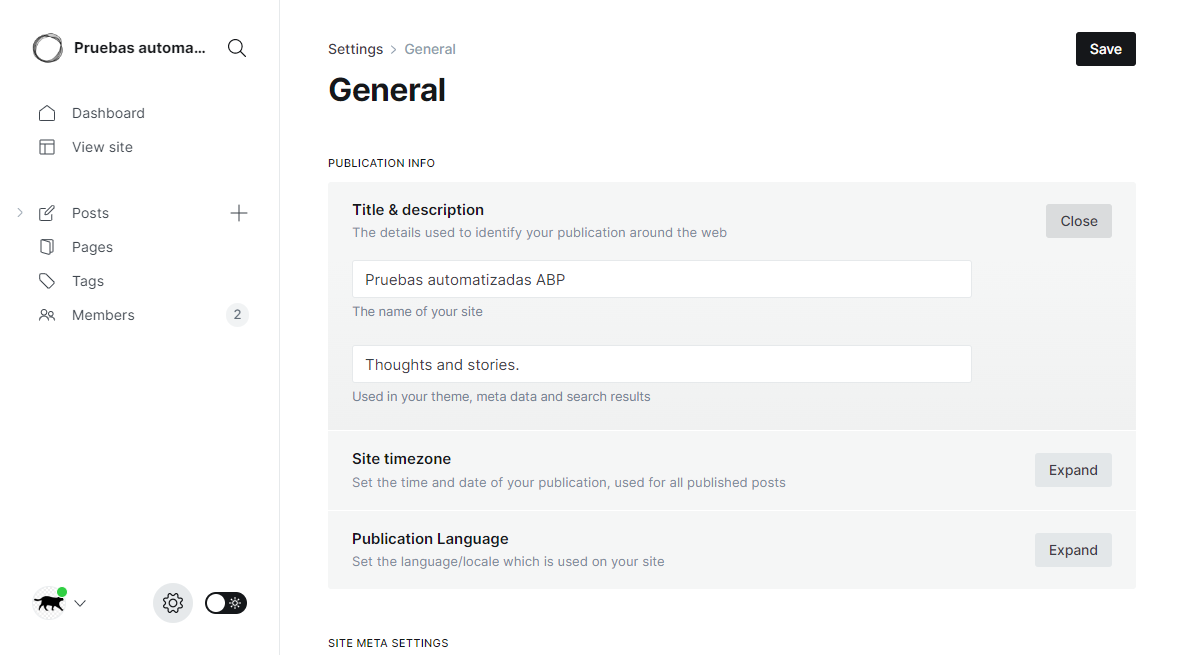 Pruebas automa...
Dashboard
View site
Posts
Pages
Tags
Members 2
Settings > General
Save
General
PUBLICATION INFO
Title & description
The details used to identify your publication around the web
Close
Pruebas automatizadas ABP
The name of your site
Thoughts and stories.
Used in your theme, meta data and search results
Site timezone
Set the time and date of your publication, used for all published posts
Expand
Publication Language
Set the language/locale which is used on your site
Expand
SITE META SETTINGS